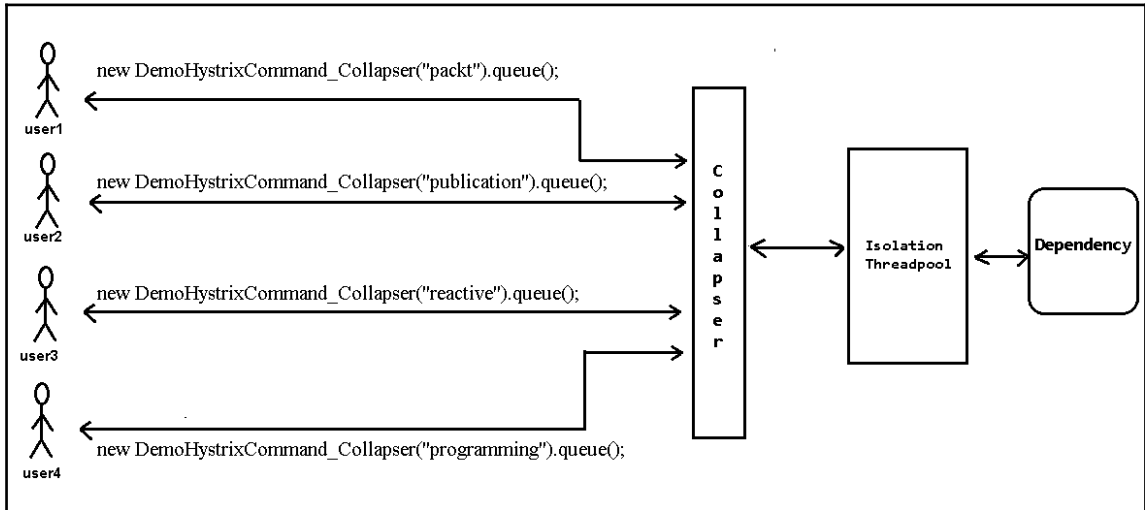 new DemoHystrixCommand_Collapser("packt").queue();
user1
new DemoHystrixCommand_Collapser("publication").queue();
user2
new DemoHystrixCommand_Collapser("reactive").queue();
user3
new DemoHystrixCommand_Collapser("programming").queue();
user4
Collapser
Isolation
Threadpool
Dependency